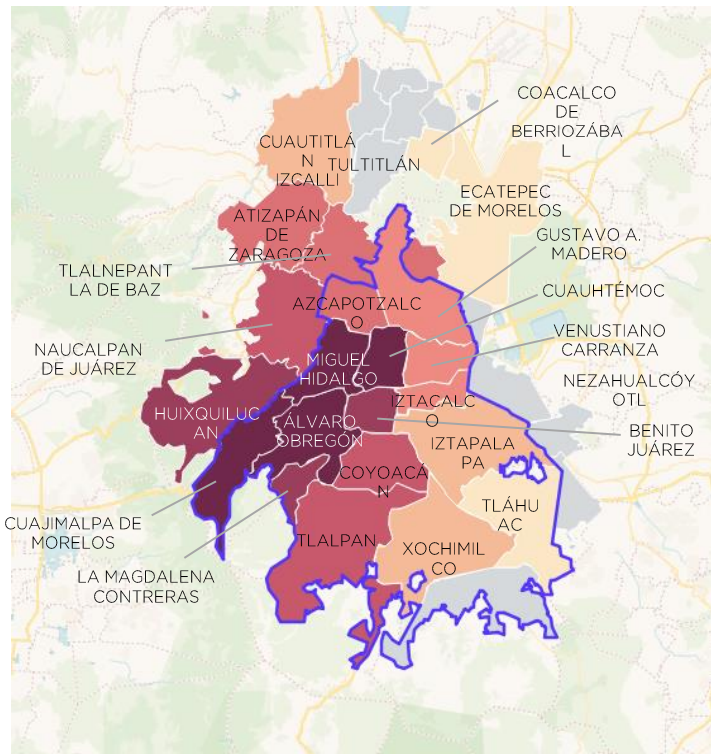 COACALCO
DE
BERRIOZÁBA
L
CUAUTITLÁ
N
IZCALLI
TULTITLÁN
ECATEPEC
DE MORELOS
ATIZAPÁN
DE
ZARAGOZA
GUSTAVO A.
MADERO
TLALNEPANT
LA DE BAZ
CUAUHTÉMOC
AZCAPOTZALC
O
VENUSTIANO
CARRANZA
NAUCALPAN
DE JUÁREZ
MIGUEL
HIDALGO
NEZAHUALCÓY
OTL
HUIXQUILUC
AN
IZTACALC
O
ÁLVARO
OBREGÓN
BENITO
JUÁREZ
IZTAPALA
PA
COYOACÁ
N
TLÁHU
AC
CUAJIMALPA DE
MORELOS
TLALPAN
XOCHIMIL
CO
LA MAGDALENA
CONTRERAS